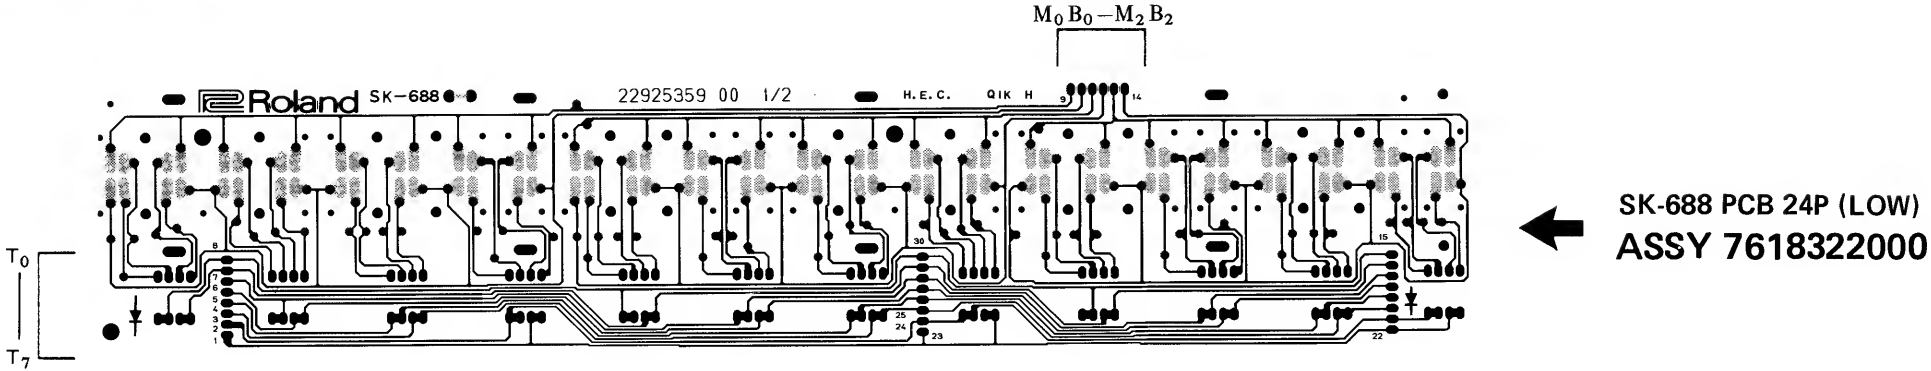 M0 B0–M2 B2
Roland SK-688 22925359 00 1/2 H.E.C. QIK H
9 14
8 30 15
T0
7
6
5
4
3
2
1
T7
25
24
23
22
SK-688 PCB 24P (LOW)
ASSY 7618322000